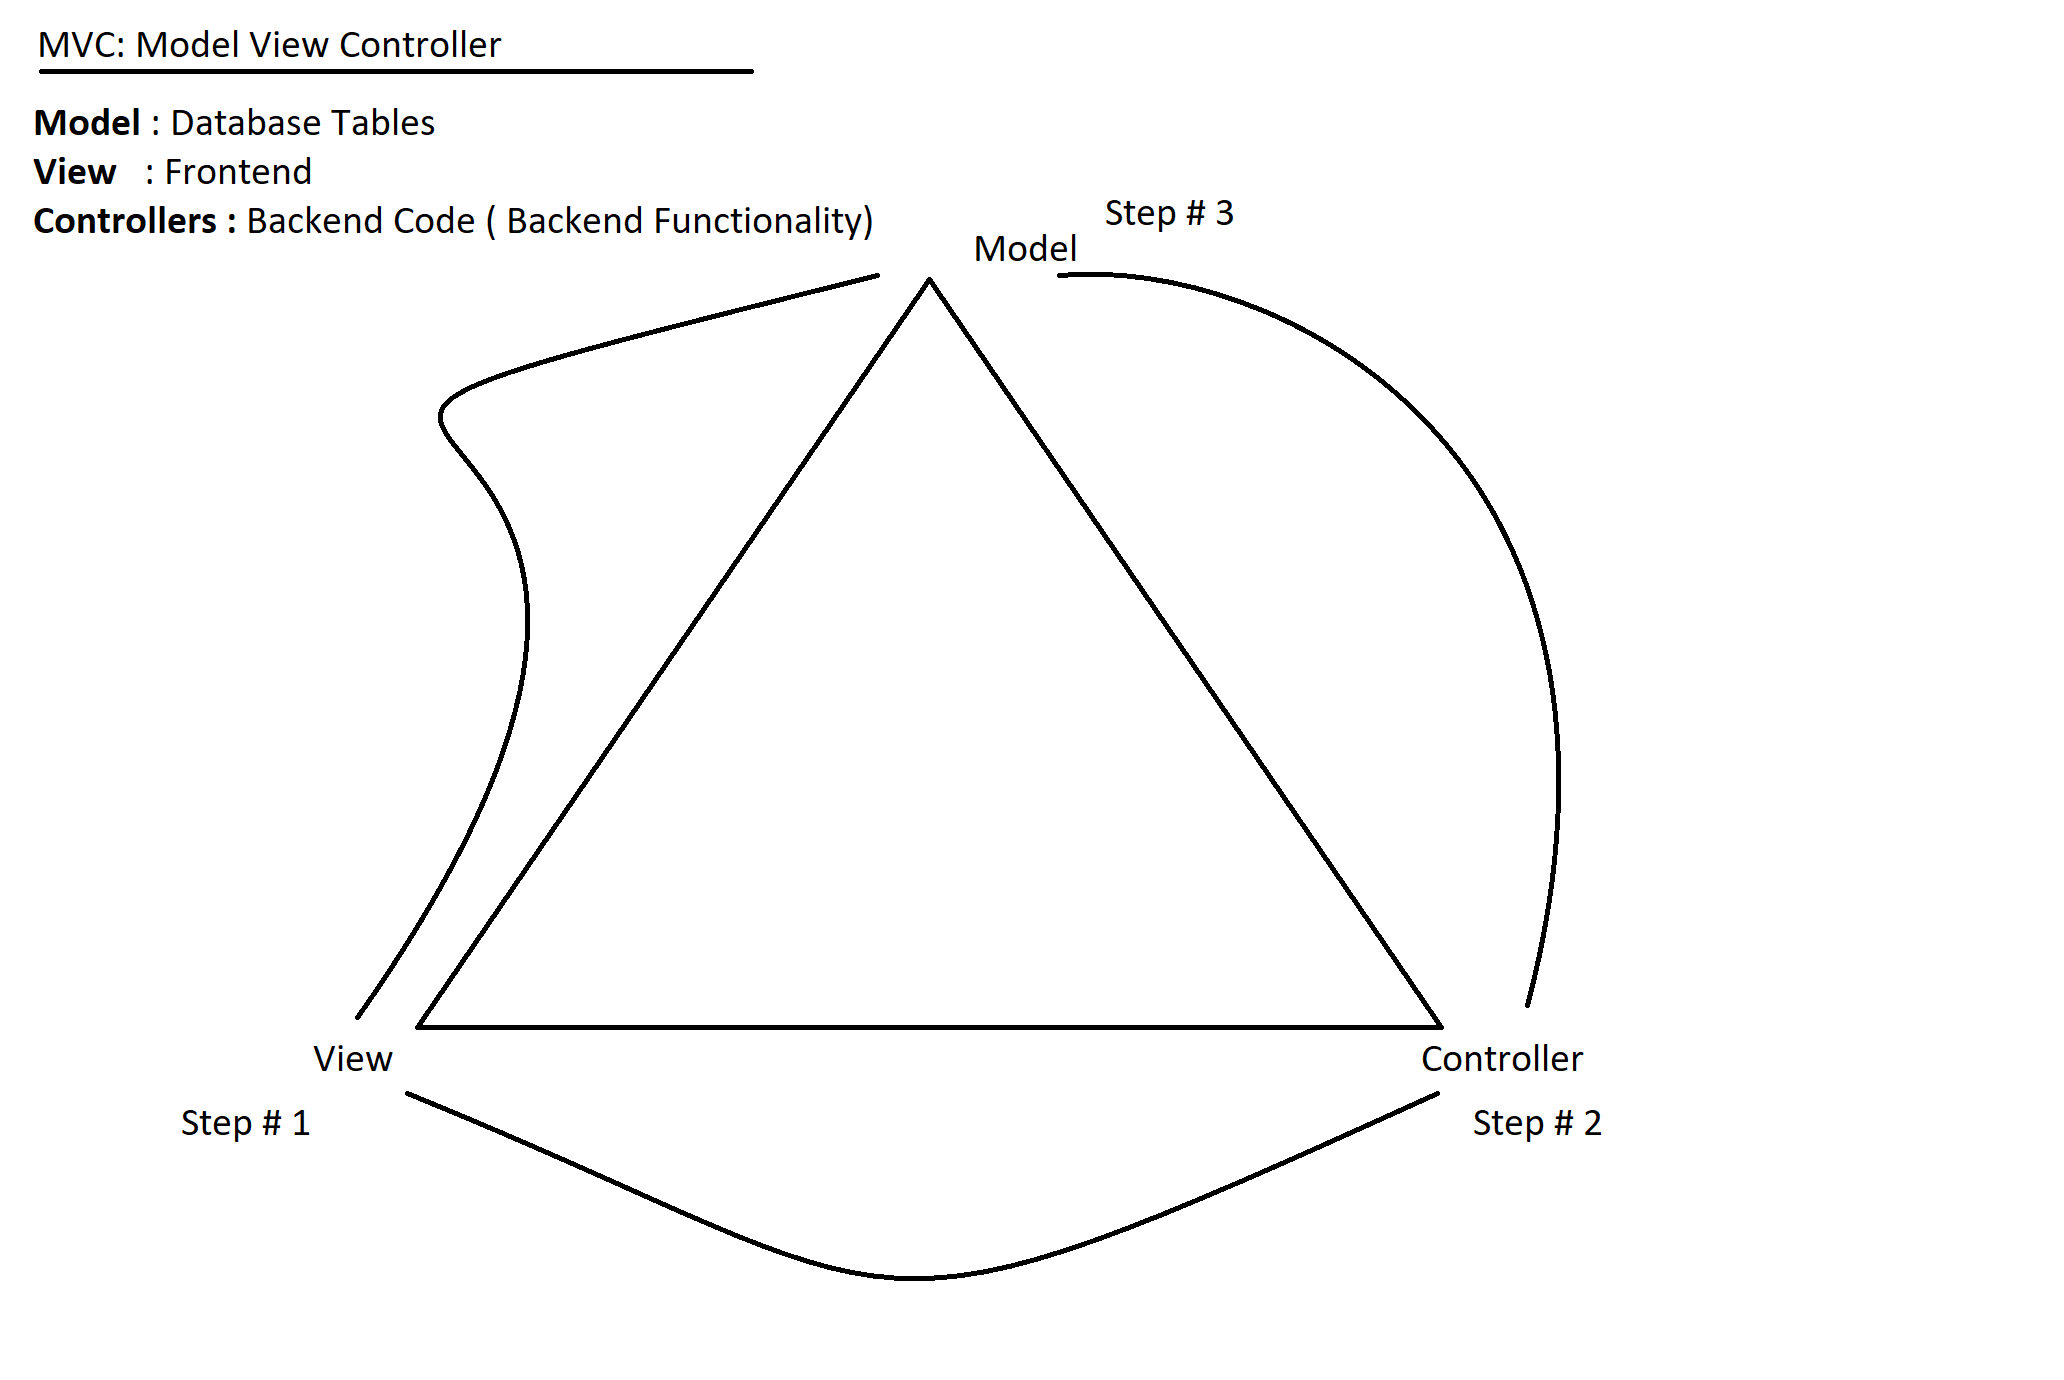 MVC: Model View Controller
Model : Database Tables
View : Frontend
Controllers : Backend Code ( Backend Functionality)
Step # 3
Model
View
Controller
Step # 1
Step # 2